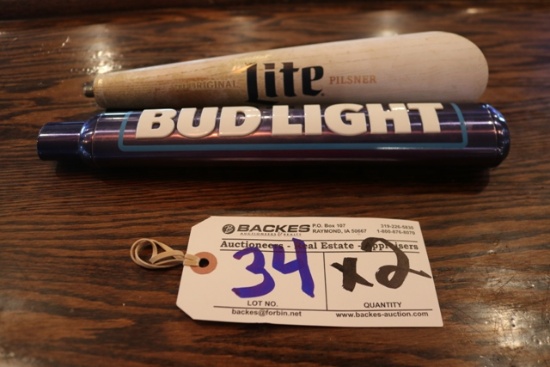 ORIGINAL Lite PILSNER
BUD LIGHT
BACKES
P.O. Box 187
RAYMOND, IA 50667
Auctioneers - Real Estate - Appraisers
34 x2
LOT NO. QUANTITY
backes@forbin.net www.backes-auction.com